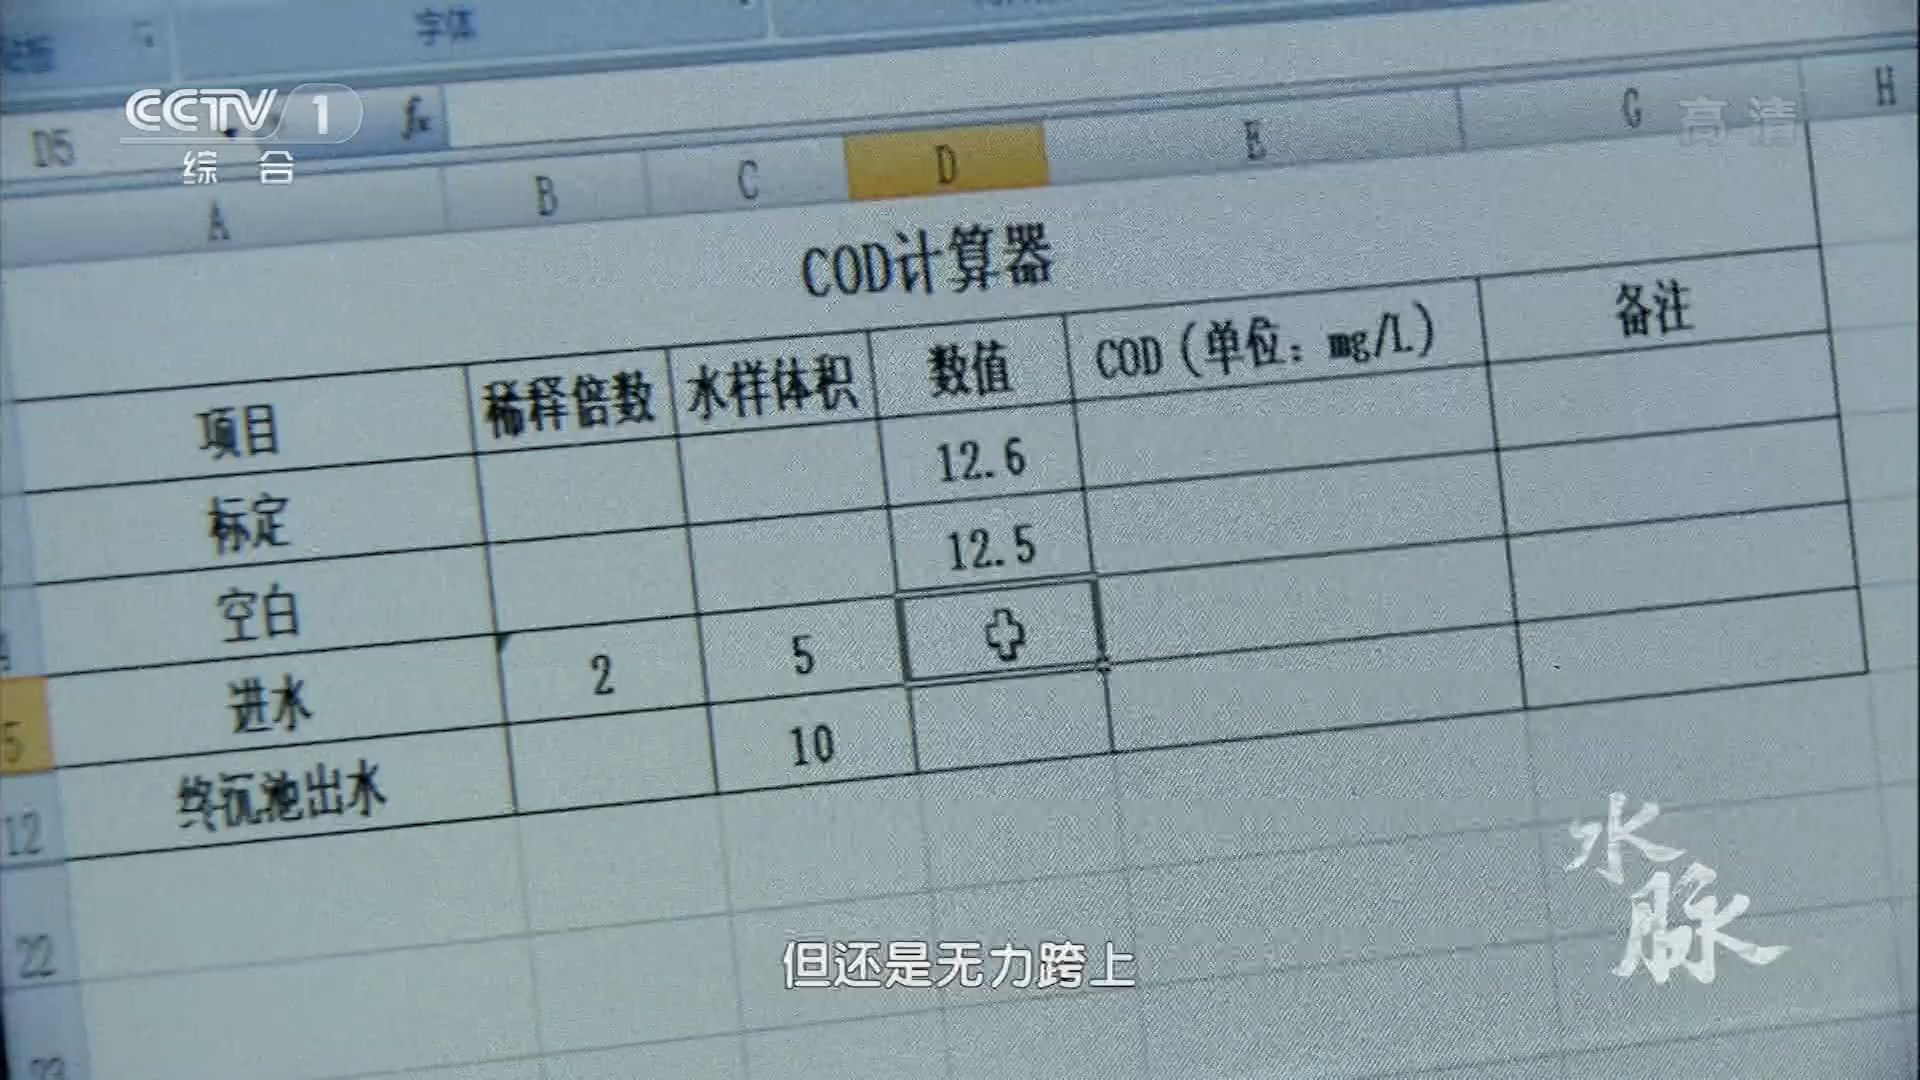 字体
CCTV 1
综合
高清
D5 fx
A B C D E G H
COD计算器
项目 稀释倍数 水样体积 数值 COD(单位：mg/L) 备注
标定 12.6
空白 12.5
进水 2 5
终沉池出水 10
5
12
22
23
但还是无力跨上
水脉